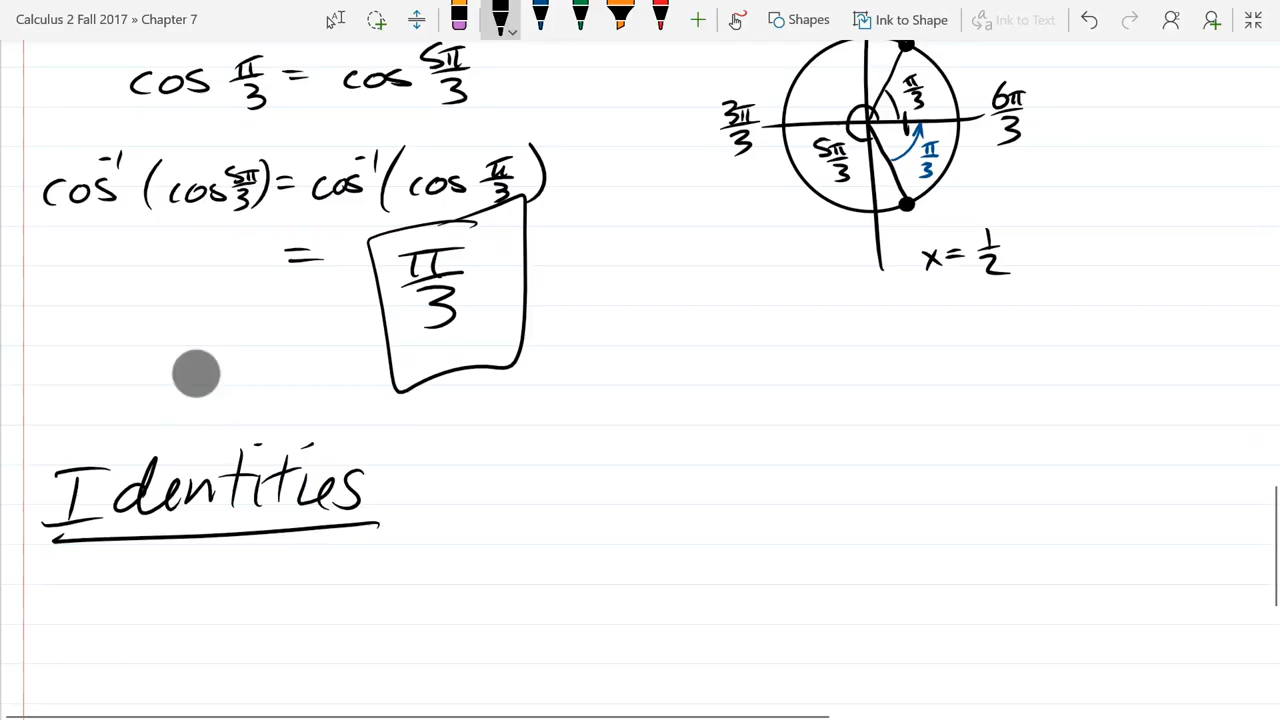 Calculus 2 Fall 2017 » Chapter 7
Shapes
Ink to Shape
Ink to Text
cos π/3 = cos 5π/3
cos⁻¹(cos 5π/3) = cos⁻¹(cos π/3)
= π/3
π/3
3π/3
6π/3
5π/3
π/3
x = 1/2
Identities